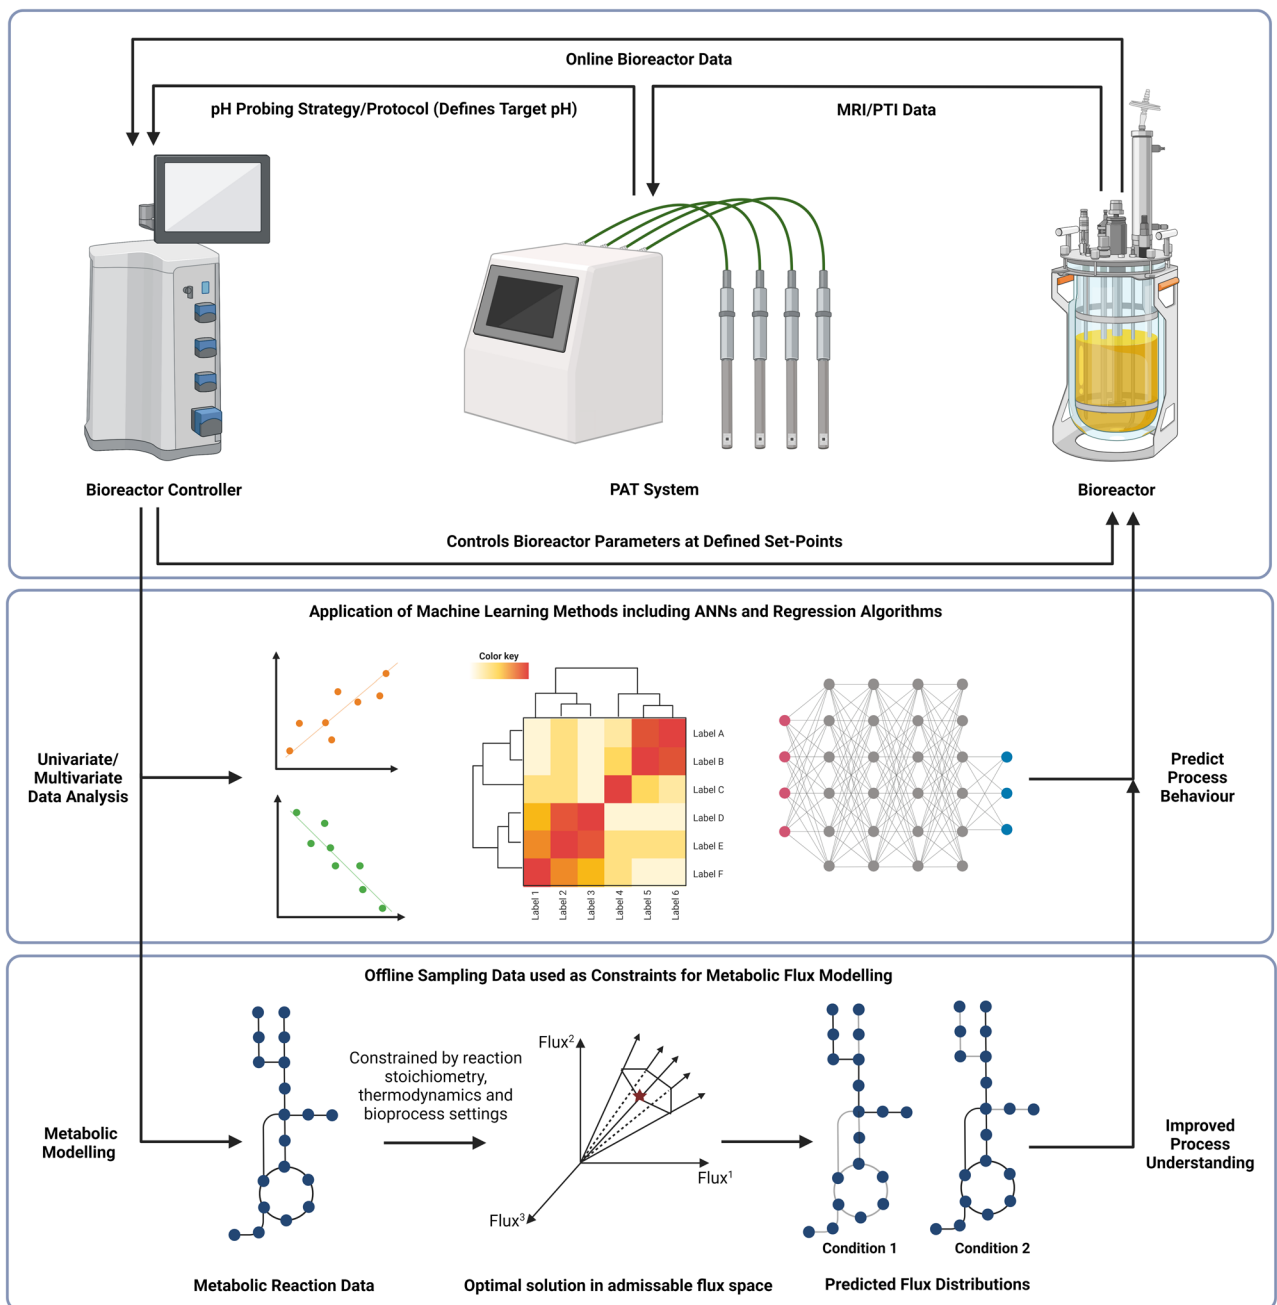 Online Bioreactor Data
pH Probing Strategy/Protocol (Defines Target pH)
MRI/PTI Data
Bioreactor Controller
PAT System
Bioreactor
Controls Bioreactor Parameters at Defined Set-Points
Application of Machine Learning Methods including ANNs and Regression Algorithms
Univariate/
Multivariate
Data Analysis
Color key
Label A
Label B
Label C
Label D
Label E
Label F
Label 1
Label 2
Label 3
Label 4
Label 5
Label 6
Predict
Process
Behaviour
Offline Sampling Data used as Constraints for Metabolic Flux Modelling
Metabolic
Modelling
Constrained by reaction
stoichiometry,
thermodynamics and
bioprocess settings
Flux²
Flux¹
Flux³
Condition 1
Condition 2
Improved
Process
Understanding
Metabolic Reaction Data
Optimal solution in admissable flux space
Predicted Flux Distributions